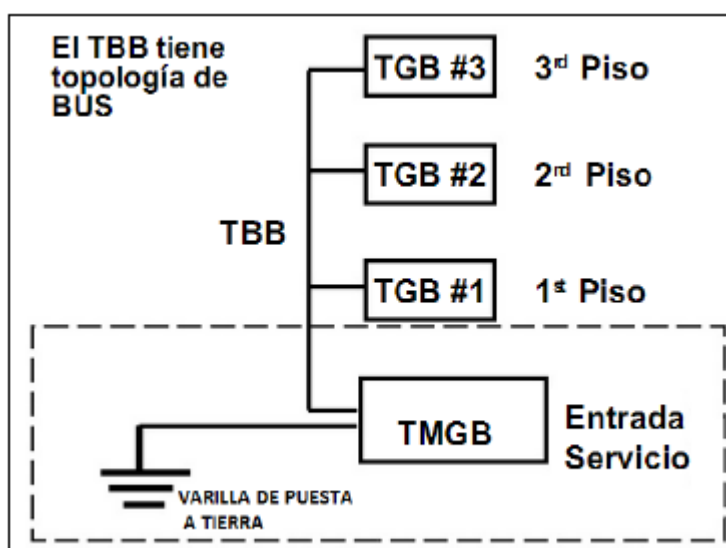 El TBB tiene
topología de
BUS
TGB #3 3rd Piso
TGB #2 2nd Piso
TBB
TGB #1 1st Piso
TMGB
Entrada
Servicio
VARILLA DE PUESTA
A TIERRA